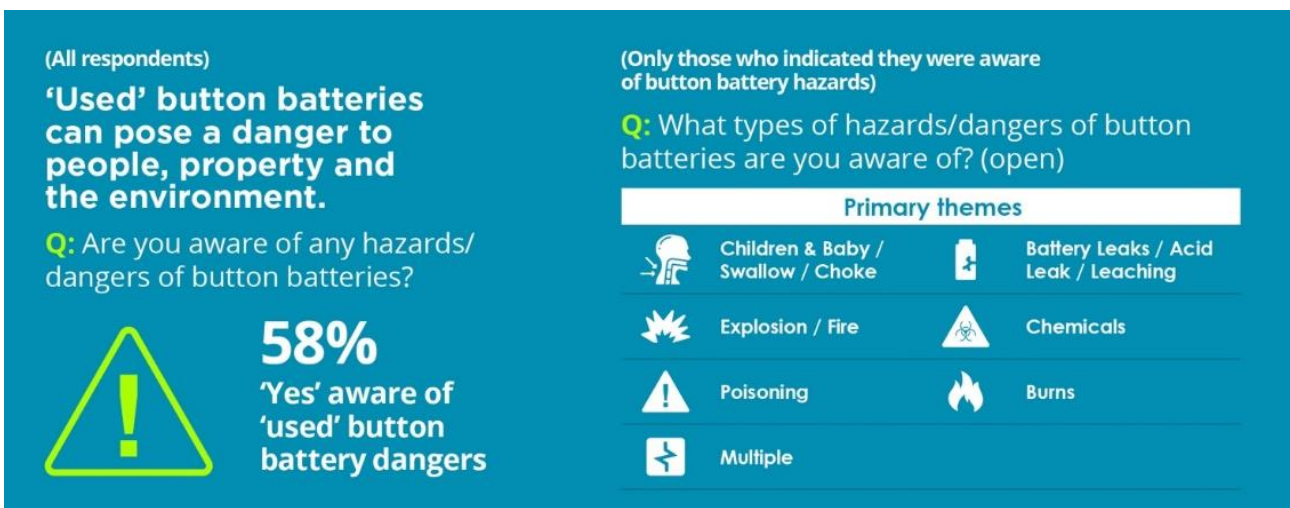 (All respondents)
‘Used’ button batteries
can pose a danger to
people, property and
the environment.
Q: Are you aware of any hazards/
dangers of button batteries?
58%
‘Yes’ aware of
‘used’ button
battery dangers
(Only those who indicated they were aware
of button battery hazards)
Q: What types of hazards/dangers of button
batteries are you aware of? (open)
Primary themes
Children & Baby /
Swallow / Choke
Battery Leaks / Acid
Leak / Leaching
Explosion / Fire
Chemicals
Poisoning
Burns
Multiple